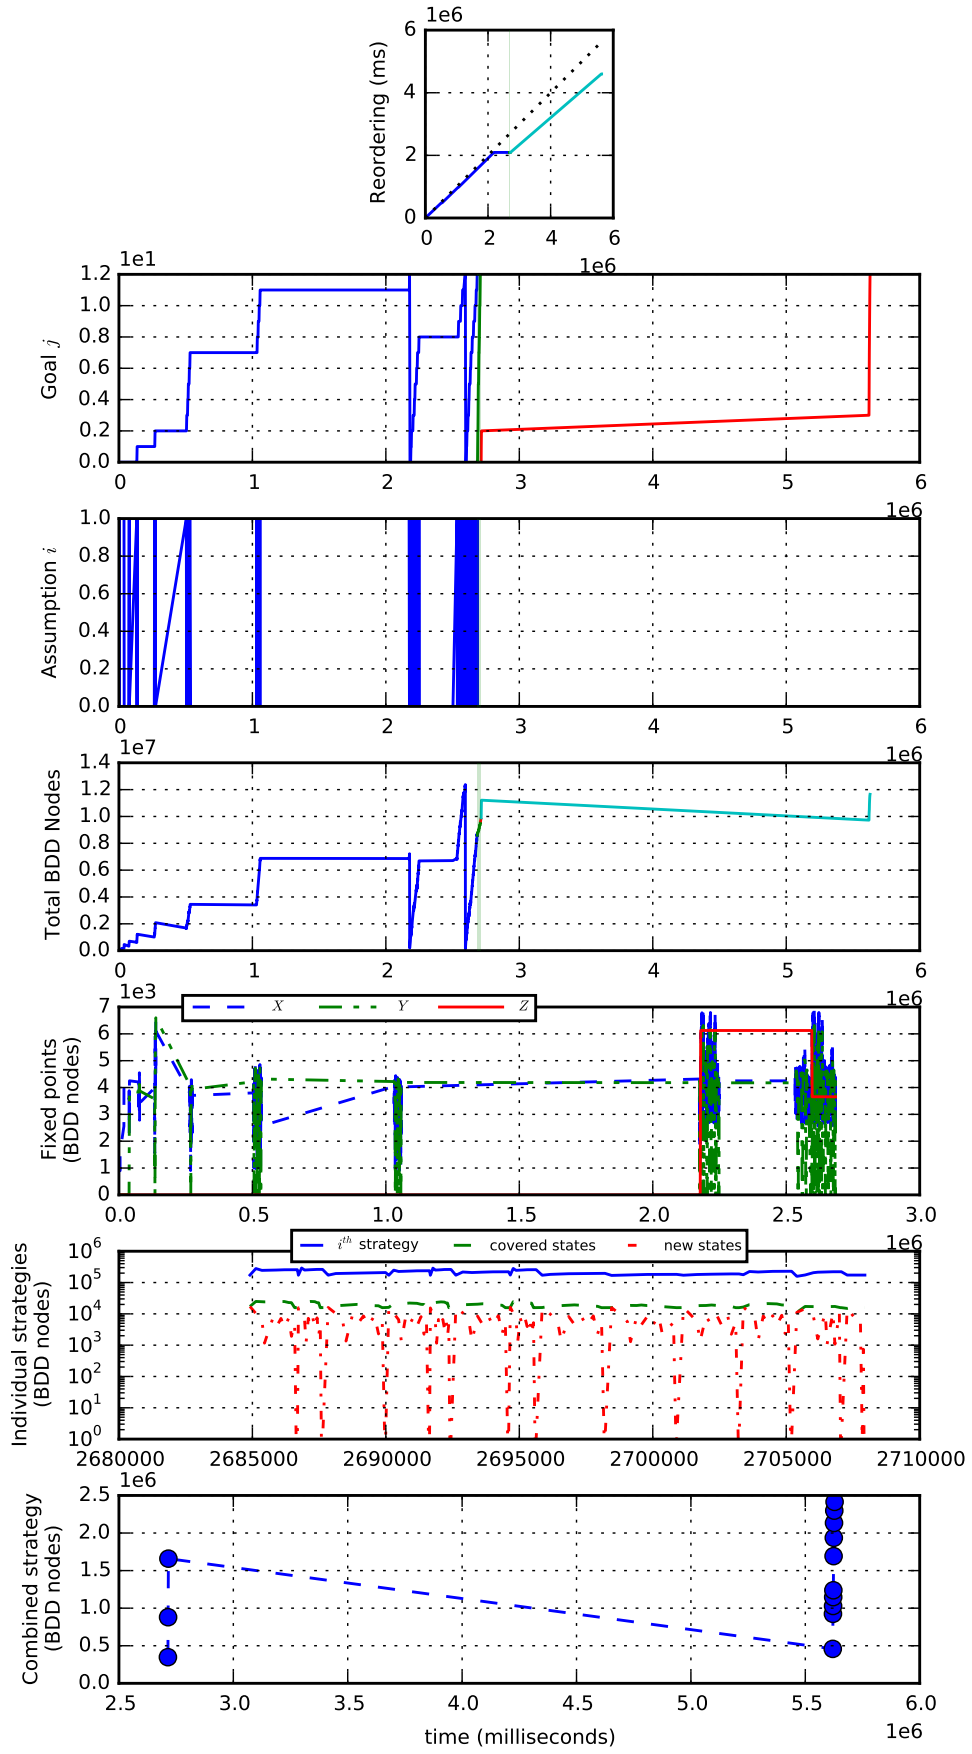 1e6
6
4
2
0
Reordering (ms)
0 2 4 6
1e6
1e1
1.2
1.0
0.8
0.6
0.4
0.2
0.0
Goal j
0 1 2 3 4 5 6
1e6
1.0
0.8
0.6
0.4
0.2
0.0
Assumption i
0 1 2 3 4 5 6
1e6
1e7
1.4
1.2
1.0
0.8
0.6
0.4
0.2
0.0
Total BDD Nodes
0 1 2 3 4 5 6
1e6
1e3
X Y Z
7
6
5
4
3
2
1
0
Fixed points
(BDD nodes)
0.0 0.5 1.0 1.5 2.0 2.5 3.0
1e6
i^th strategy covered states new states
10^6
10^5
10^4
10^3
10^2
10^1
10^0
Individual strategies
(BDD nodes)
2680000 2685000 2690000 2695000 2700000 2705000 2710000
1e6
2.5
2.0
1.5
1.0
0.5
0.0
Combined strategy
(BDD nodes)
2.5 3.0 3.5 4.0 4.5 5.0 5.5 6.0
time (milliseconds)
1e6